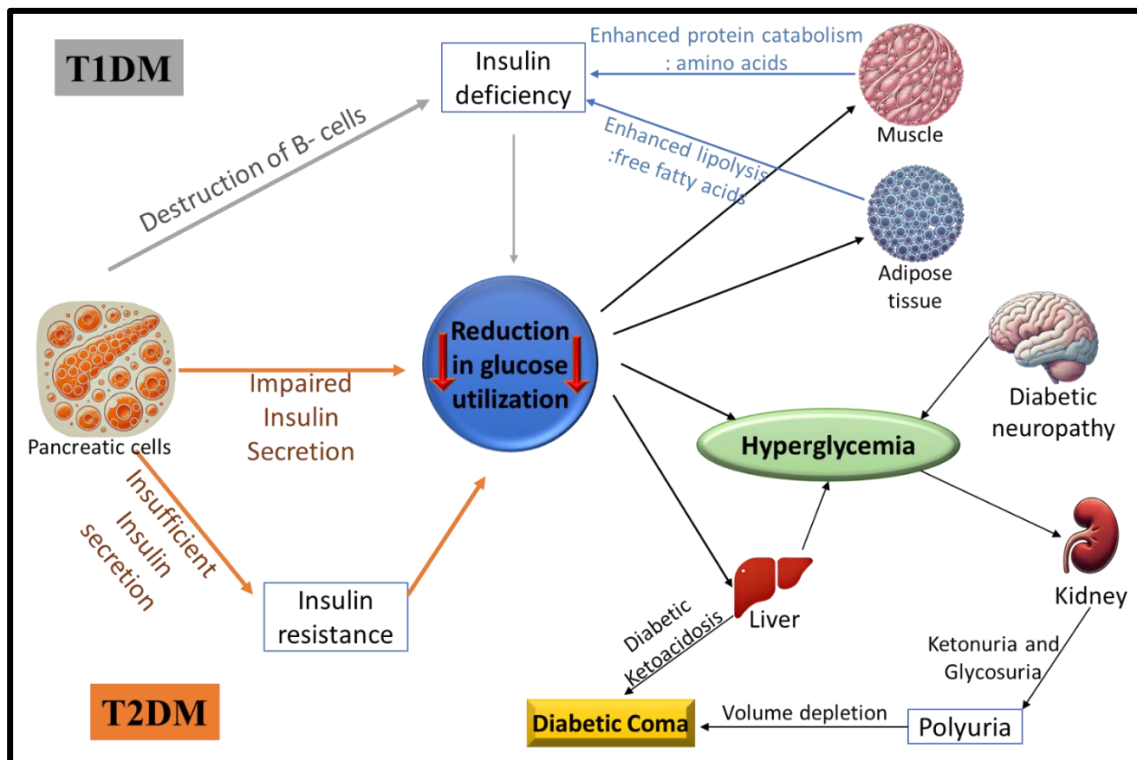 T1DM
Insulin
deficiency
Enhanced protein catabolism
: amino acids
Muscle
Destruction of B- cells
Enhanced lipolysis
:free fatty acids
Adipose
tissue
Pancreatic cells
Impaired
Insulin
Secretion
Reduction
in glucose
utilization
Diabetic
neuropathy
Hyperglycemia
Insufficient
Insulin
secretion
Insulin
resistance
Liver
Kidney
Diabetic
Ketoacidosis
Ketonuria and
Glycosuria
T2DM
Diabetic Coma
Volume depletion
Polyuria